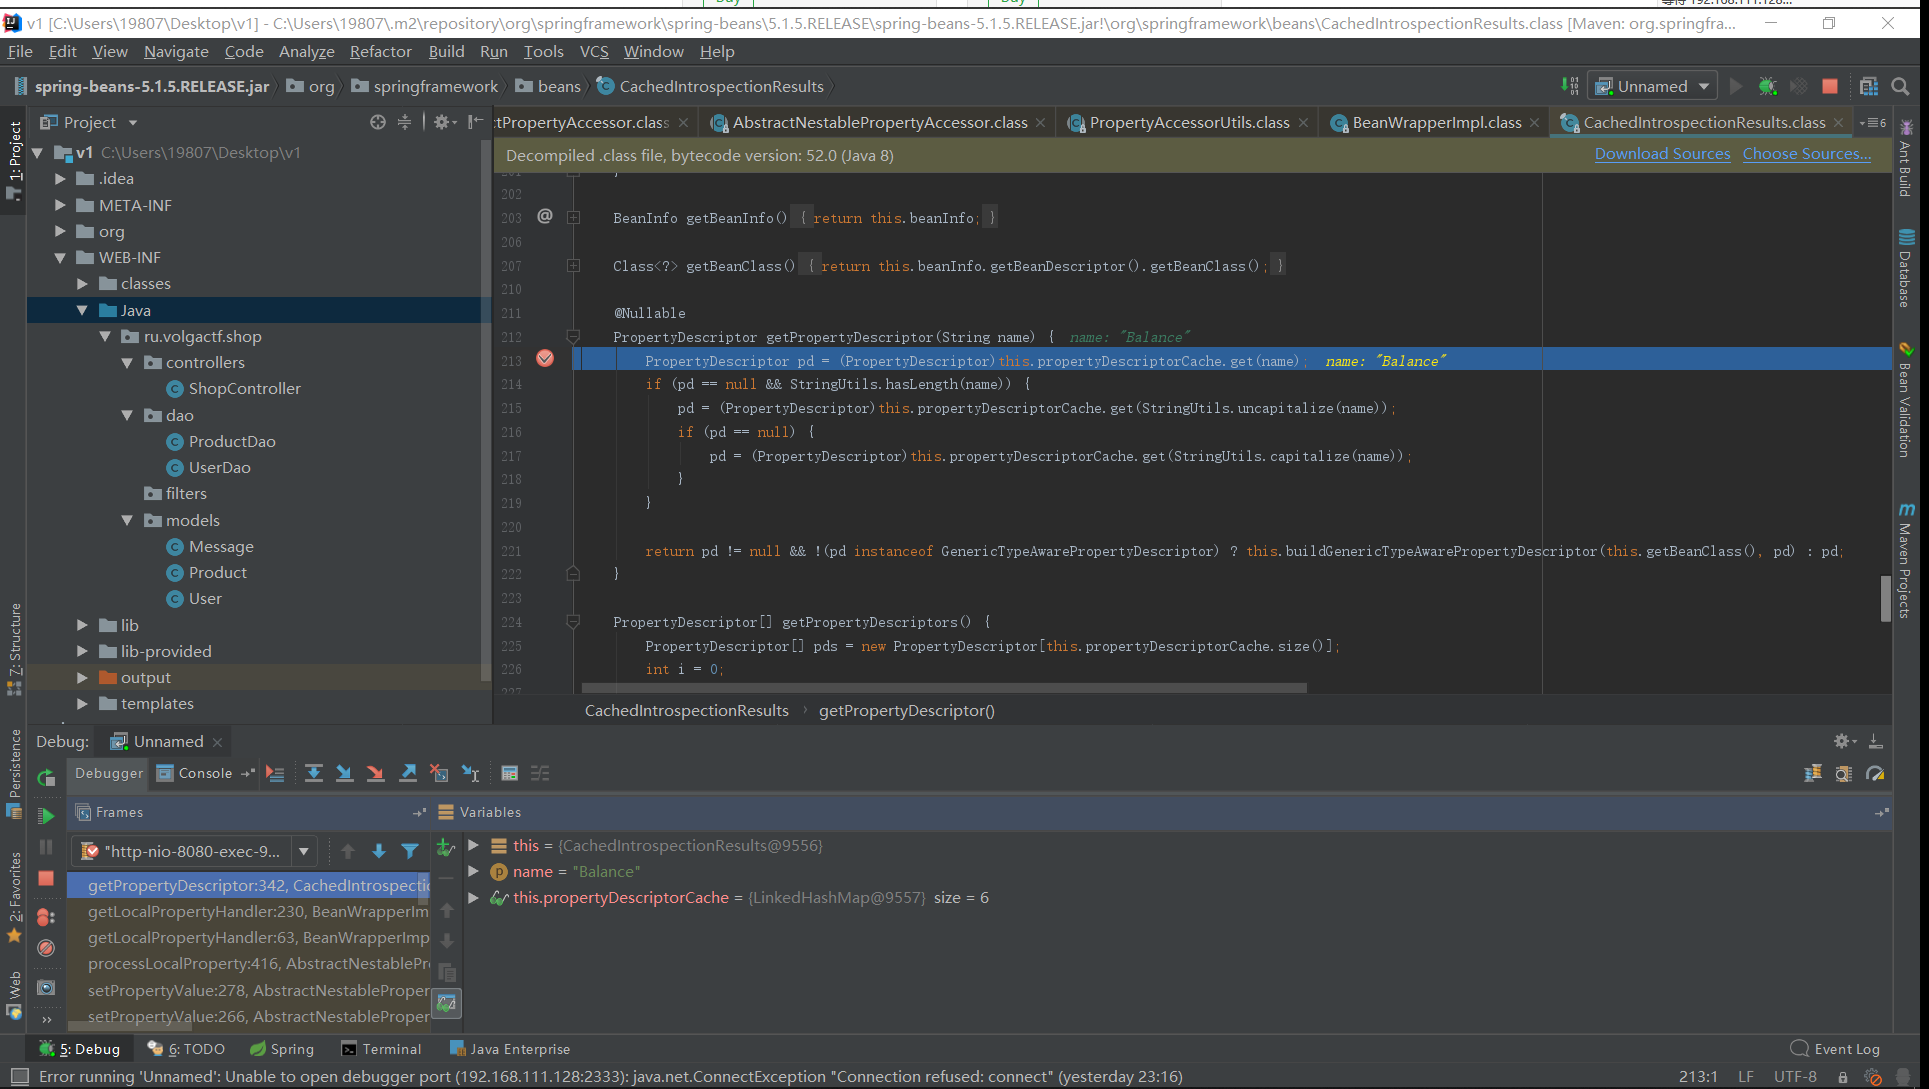 Buy
Buy
v1 [C:\Users\19807\Desktop\v1] - C:\Users\19807\.m2\repository\org\springframework\spring-beans\5.1.5.RELEASE\spring-beans-5.1.5.RELEASE.jar!\org\springframework\beans\CachedIntrospectionResults.class [Maven: org.springfra...
File Edit View Navigate Code Analyze Refactor Build Run Tools VCS Window Help
spring-beans-5.1.5.RELEASE.jar org springframework beans CachedIntrospectionResults
Unnamed
Project
ctPropertyAccessor.class AbstractNestablePropertyAccessor.class PropertyAccessorUtils.class BeanWrapperImpl.class CachedIntrospectionResults.class 6
Decompiled .class file, bytecode version: 52.0 (Java 8) Download Sources Choose Sources...
v1 C:\Users\19807\Desktop\v1
.idea
META-INF
org
WEB-INF
classes
Java
ru.volgactf.shop
controllers
ShopController
dao
ProductDao
UserDao
filters
models
Message
Product
User
lib
lib-provided
output
templates
201 }
202
203 @ BeanInfo getBeanInfo() { return this.beanInfo; }
206
207 Class<?> getBeanClass() { return this.beanInfo.getBeanDescriptor().getBeanClass(); }
210
211 @Nullable
212 PropertyDescriptor getPropertyDescriptor(String name) { name: "Balance"
213 PropertyDescriptor pd = (PropertyDescriptor)this.propertyDescriptorCache.get(name); name: "Balance"
214 if (pd == null && StringUtils.hasLength(name)) {
215 pd = (PropertyDescriptor)this.propertyDescriptorCache.get(StringUtils.uncapitalize(name));
216 if (pd == null) {
217 pd = (PropertyDescriptor)this.propertyDescriptorCache.get(StringUtils.capitalize(name));
218 }
219 }
220
221 return pd != null && !(pd instanceof GenericTypeAwarePropertyDescriptor) ? this.buildGenericTypeAwarePropertyDescriptor(this.getBeanClass(), pd) : pd;
222 }
223
224 PropertyDescriptor[] getPropertyDescriptors() {
225 PropertyDescriptor[] pds = new PropertyDescriptor[this.propertyDescriptorCache.size()];
226 int i = 0;
227
CachedIntrospectionResults getPropertyDescriptor()
1: Project
Z: Structure
Persistence
2: Favorites
Web
Ant Build
Database
Bean Validation
Maven Projects
Debug: Unnamed
Debugger Console
Frames Variables
"http-nio-8080-exec-9...
getPropertyDescriptor:342, CachedIntrospectio
getLocalPropertyHandler:230, BeanWrapperIm
getLocalPropertyHandler:63, BeanWrapperImp
processLocalProperty:416, AbstractNestablePr
setPropertyValue:278, AbstractNestableProper
setPropertyValue:266, AbstractNestableProper
this = {CachedIntrospectionResults@9556}
name = "Balance"
this.propertyDescriptorCache = {LinkedHashMap@9557} size = 6
5: Debug 6: TODO Spring Terminal Java Enterprise Event Log
Error running 'Unnamed': Unable to open debugger port (192.168.111.128:2333): java.net.ConnectException "Connection refused: connect" (yesterday 23:16) 213:1 LF UTF-8